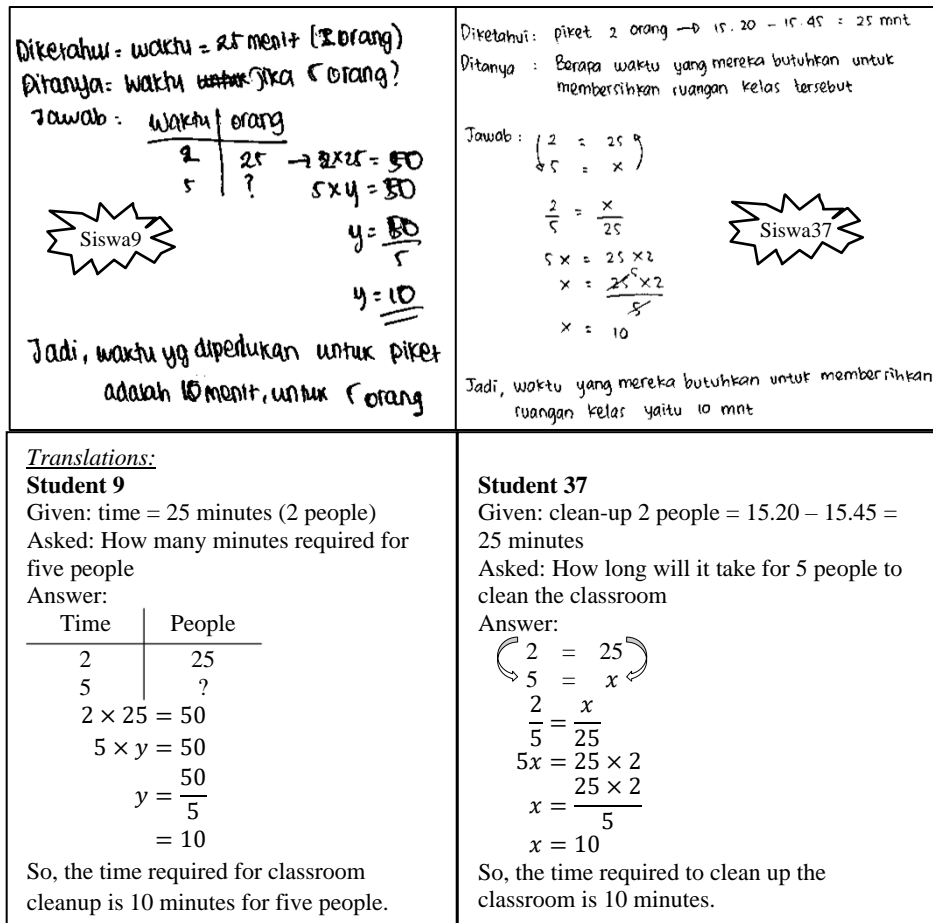 Diketahui = waktu = 25 menit (2 orang)
Ditanya = waktu jika 5 orang?
Jawab :
waktu | orang
2 | 25 → 2x25 = 50
5 | ? 5xy = 50
y = 50/5
y = 10
Siswa9
Jadi, waktu yg diperlukan untuk piket
adalah 10 menit, untuk 5 orang
Diketahui : piket 2 orang → 15.20 - 15.45 = 25 mnt
Ditanya : Berapa waktu yang mereka butuhkan untuk
membersihkan ruangan kelas tersebut
Jawab : 2 = 25
5 = x
2/5 = x/25
5x = 25 x 2
x = 25 5 x 2 / 5
x = 10
Siswa37
Jadi, waktu yang mereka butuhkan untuk membersihkan
ruangan kelas yaitu 10 mnt
Translations:
Student 9
Given: time = 25 minutes (2 people)
Asked: How many minutes required for
five people
Answer:
Time | People
2 | 25
5 | ?
2 × 25 = 50
5 × y = 50
y = 50/5
= 10
So, the time required for classroom
cleanup is 10 minutes for five people.
Student 37
Given: clean-up 2 people = 15.20 – 15.45 =
25 minutes
Asked: How long will it take for 5 people to
clean the classroom
Answer:
2 = 25
5 = x
2/5 = x/25
5x = 25 × 2
x = 25 × 2 / 5
x = 10
So, the time required to clean up the
classroom is 10 minutes.